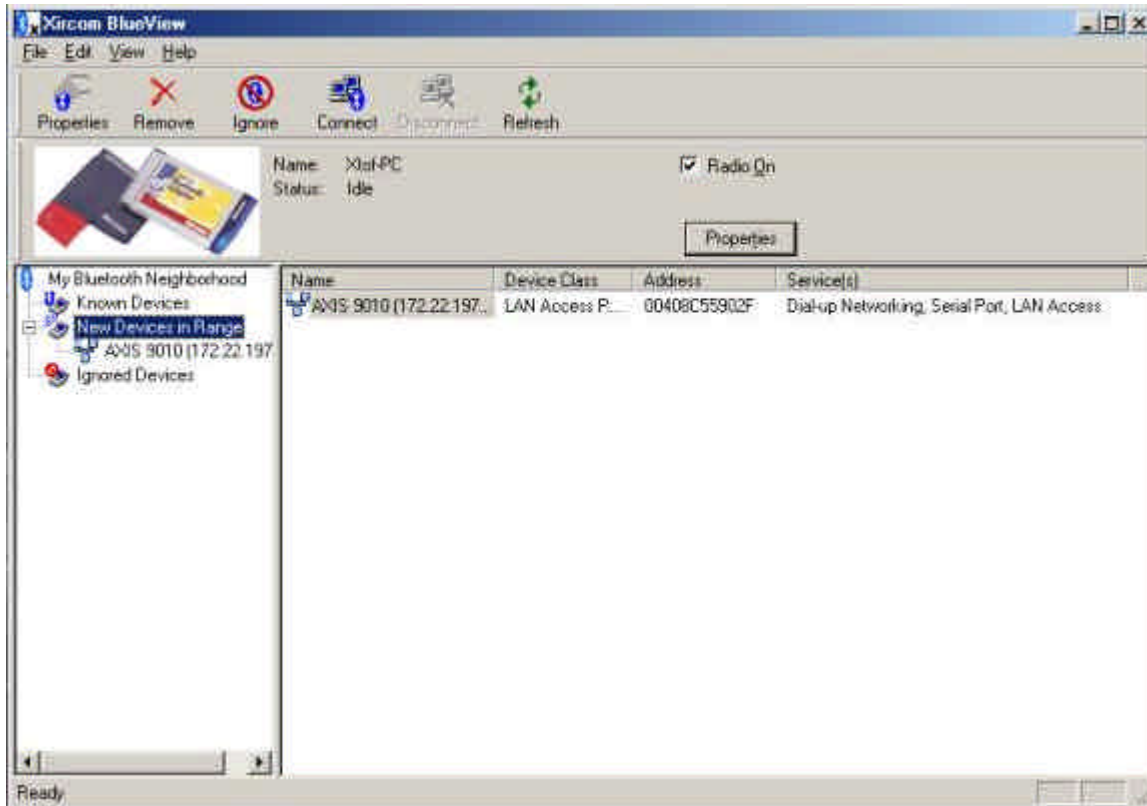 Xircom BlueView
File Edit View Help
Properties Remove Ignore Connect Disconnect Refresh
Name: Xtof-PC
Status: Idle
Radio On
Properties
My Bluetooth Neighborhood
Known Devices
New Devices in Range
AXIS 9010 (172.22.197
Ignored Devices
Name Device Class Address Service(s)
AXIS 9010 (172.22.197... LAN Access P... 00408C55902F Dial-up Networking, Serial Port, LAN Access
Ready